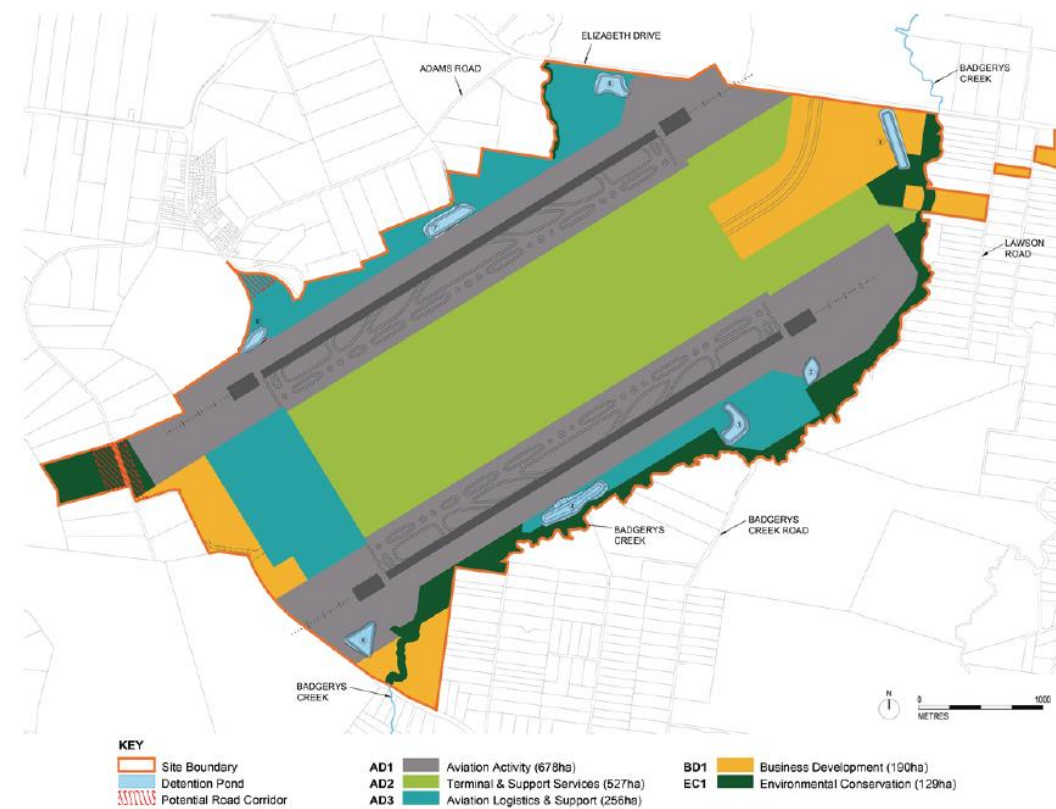 ELIZABETH DRIVE
ADAMS ROAD
BADGERYS
CREEK
LAWSON
ROAD
BADGERYS
CREEK
BADGERYS
CREEK ROAD
BADGERYS
CREEK
N
0 1000
METRES
KEY
Site Boundary
Detention Pond
Potential Road Corridor
AD1 Aviation Activity (678ha)
AD2 Terminal & Support Services (527ha)
AD3 Aviation Logistics & Support (256ha)
BD1 Business Development (190ha)
EC1 Environmental Conservation (129ha)